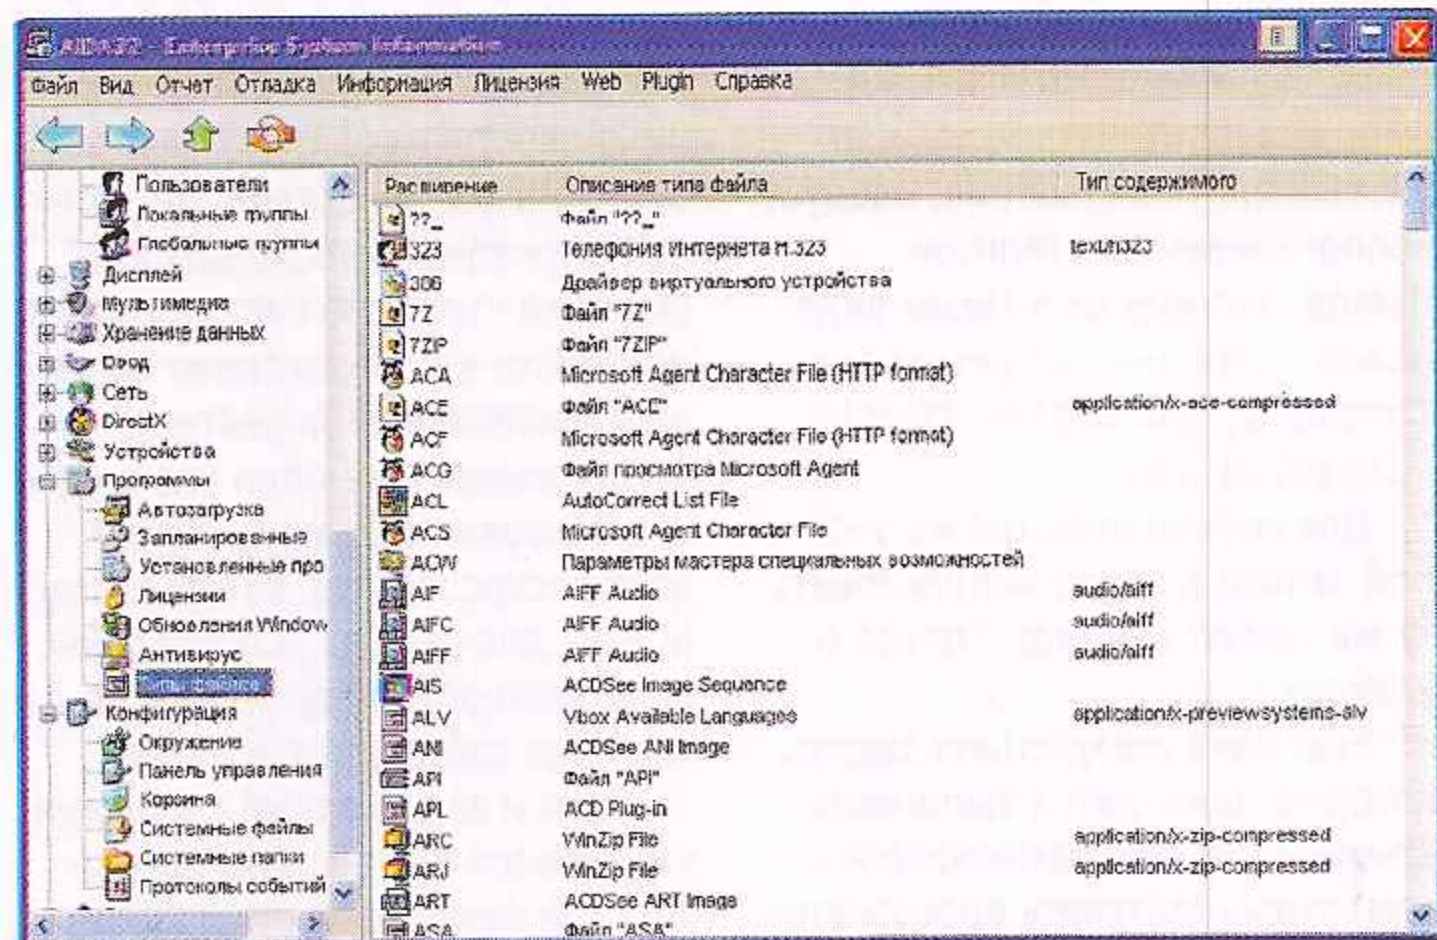 AIDA32 - Enterprise System Information
Файл Вид Отчет Отладка Информация Лицензия Web Plugin Справка
Пользователи
Локальные группы
Глобальные группы
Дисплей
Мультимедиа
Хранение данных
Ввод
Сеть
DirectX
Устройства
Программы
Автозагрузка
Запланированные
Установленные про
Лицензии
Обновления Window
Антивирус
Типы файлов
Конфигурация
Окружение
Панель управления
Корзина
Системные файлы
Системные папки
Протоколы событий
Расширение Описание типа файла Тип содержимого
??_ Файл "??_"
323 Телефония Интернета H.323 text/h323
386 Драйвер виртуального устройства
7Z Файл "7Z"
7ZIP Файл "7ZIP"
ACA Microsoft Agent Character File (HTTP format)
ACE Файл "ACE" application/x-ace-compressed
ACF Microsoft Agent Character File (HTTP format)
ACG Файл просмотра Microsoft Agent
ACL AutoCorrect List File
ACS Microsoft Agent Character File
ACW Параметры мастера специальных возможностей
AIF AIFF Audio audio/aiff
AIFC AIFF Audio audio/aiff
AIFF AIFF Audio audio/aiff
AIS ACDSee Image Sequence
ALV Vbox Available Languages application/x-previewsystems-alv
ANI ACDSee ANI Image
API Файл "API"
APL ACD Plug-in
ARC WinZip File application/x-zip-compressed
ARJ WinZip File application/x-zip-compressed
ART ACDSee ART Image
ASA Файл "ASA"